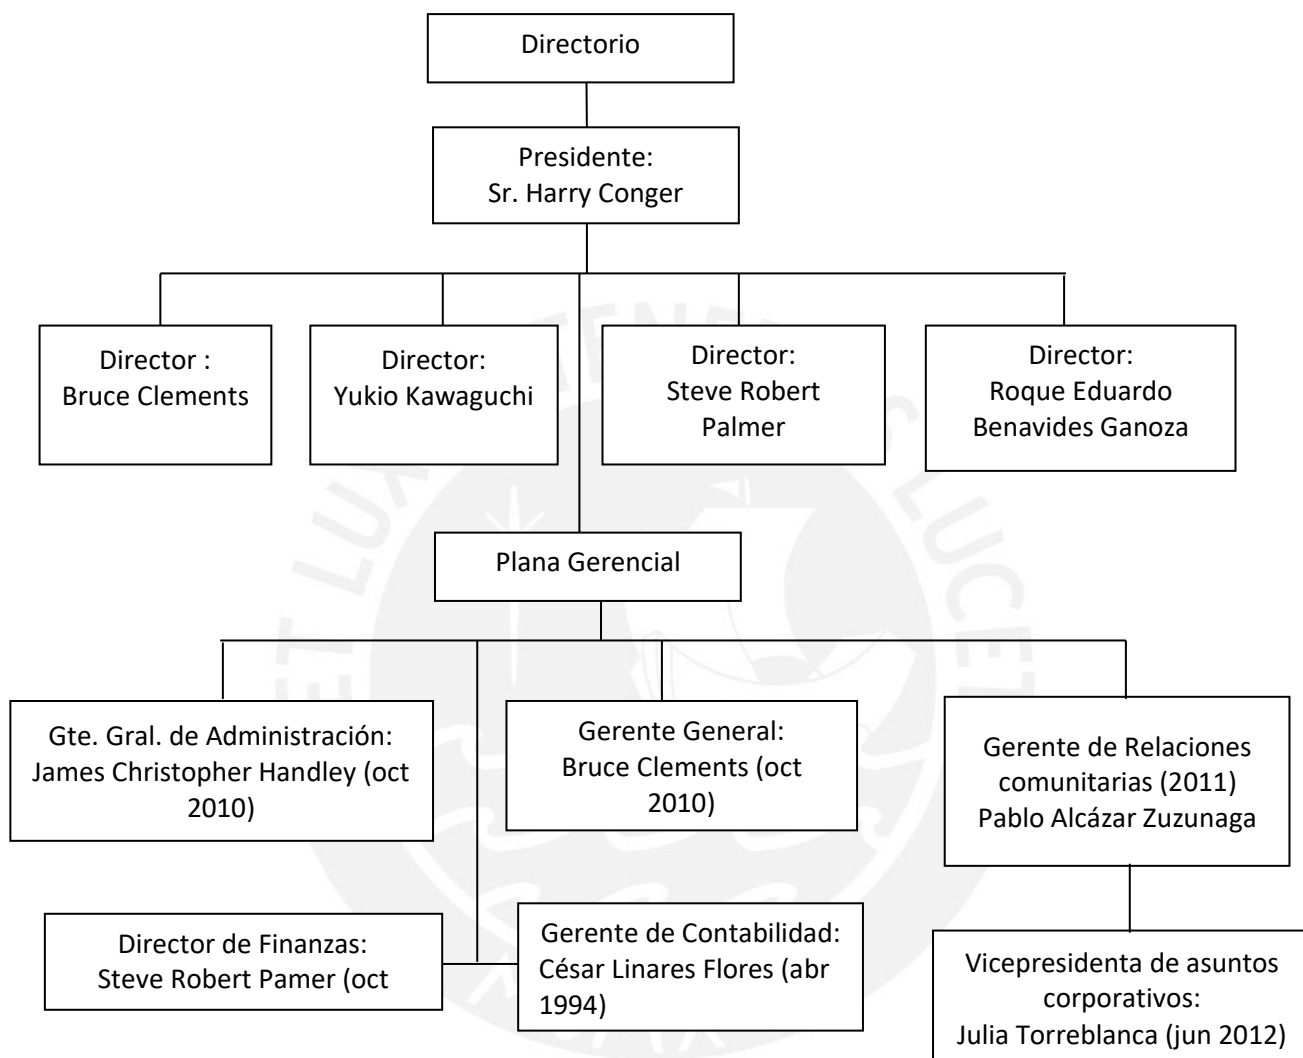 Directorio
Presidente:
Sr. Harry Conger
Director :
Bruce Clements
Director:
Yukio Kawaguchi
Director:
Steve Robert
Palmer
Director:
Roque Eduardo
Benavides Ganoza
Plana Gerencial
Gte. Gral. de Administración:
James Christopher Handley (oct
2010)
Gerente General:
Bruce Clements (oct
2010)
Gerente de Relaciones
comunitarias (2011)
Pablo Alcázar Zuzunaga
Director de Finanzas:
Steve Robert Pamer (oct
Gerente de Contabilidad:
César Linares Flores (abr
1994)
Vicepresidenta de asuntos
corporativos:
Julia Torreblanca (jun 2012)
ET LUX LUCET